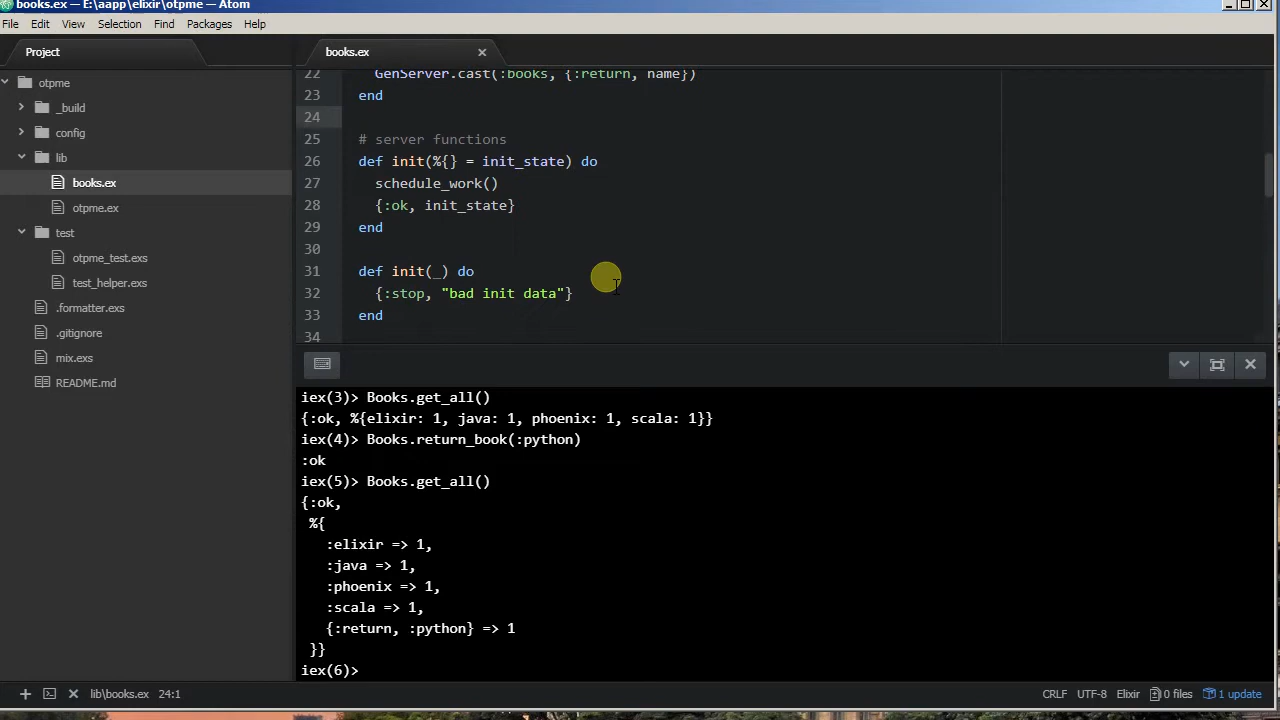 books.ex — E:\aapp\elixir\otpme — Atom
File Edit View Selection Find Packages Help
Project
books.ex
otpme
_build
config
lib
books.ex
otpme.ex
test
otpme_test.exs
test_helper.exs
.formatter.exs
.gitignore
mix.exs
README.md
22 GenServer.cast(:books, {:return, name})
23 end
24
25 # server functions
26 def init(%{} = init_state) do
27 schedule_work()
28 {:ok, init_state}
29 end
30
31 def init(_) do
32 {:stop, "bad init data"}
33 end
34
iex(3)> Books.get_all()
{:ok, %{elixir: 1, java: 1, phoenix: 1, scala: 1}}
iex(4)> Books.return_book(:python)
:ok
iex(5)> Books.get_all()
{:ok,
%{
:elixir => 1,
:java => 1,
:phoenix => 1,
:scala => 1,
{:return, :python} => 1
}}
iex(6)>
lib\books.ex 24:1 CRLF UTF-8 Elixir 0 files 1 update